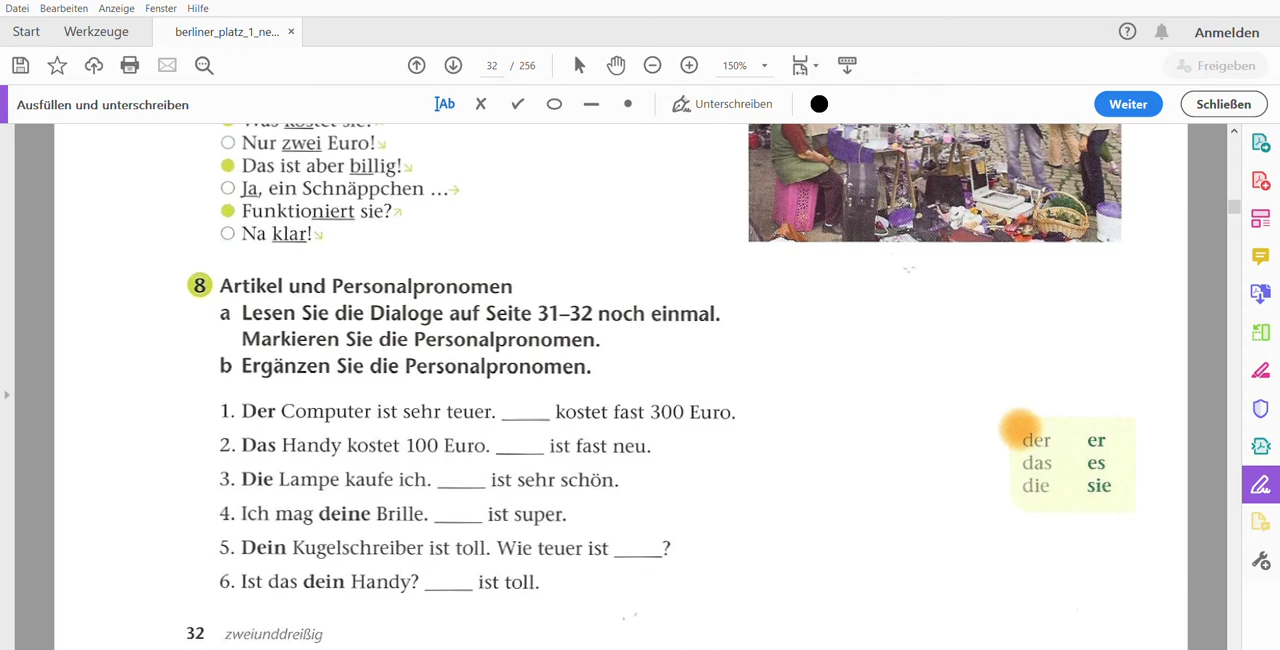 Datei Bearbeiten Anzeige Fenster Hilfe
Start Werkzeuge berliner_platz_1_ne... × Anmelden
32 / 256 150% Freigeben
Ausfüllen und unterschreiben Ab Unterschreiben Weiter Schließen
Was kostet sie?
Nur zwei Euro!↘
Das ist aber billig!↘
Ja, ein Schnäppchen …→
Funktioniert sie?↗
Na klar!↘
8 Artikel und Personalpronomen
a Lesen Sie die Dialoge auf Seite 31–32 noch einmal.
Markieren Sie die Personalpronomen.
b Ergänzen Sie die Personalpronomen.
1. Der Computer ist sehr teuer. _____ kostet fast 300 Euro.
2. Das Handy kostet 100 Euro. _____ ist fast neu.
3. Die Lampe kaufe ich. _____ ist sehr schön.
4. Ich mag deine Brille. _____ ist super.
5. Dein Kugelschreiber ist toll. Wie teuer ist _____?
6. Ist das dein Handy? _____ ist toll.
der er
das es
die sie
32 zweiunddreißig